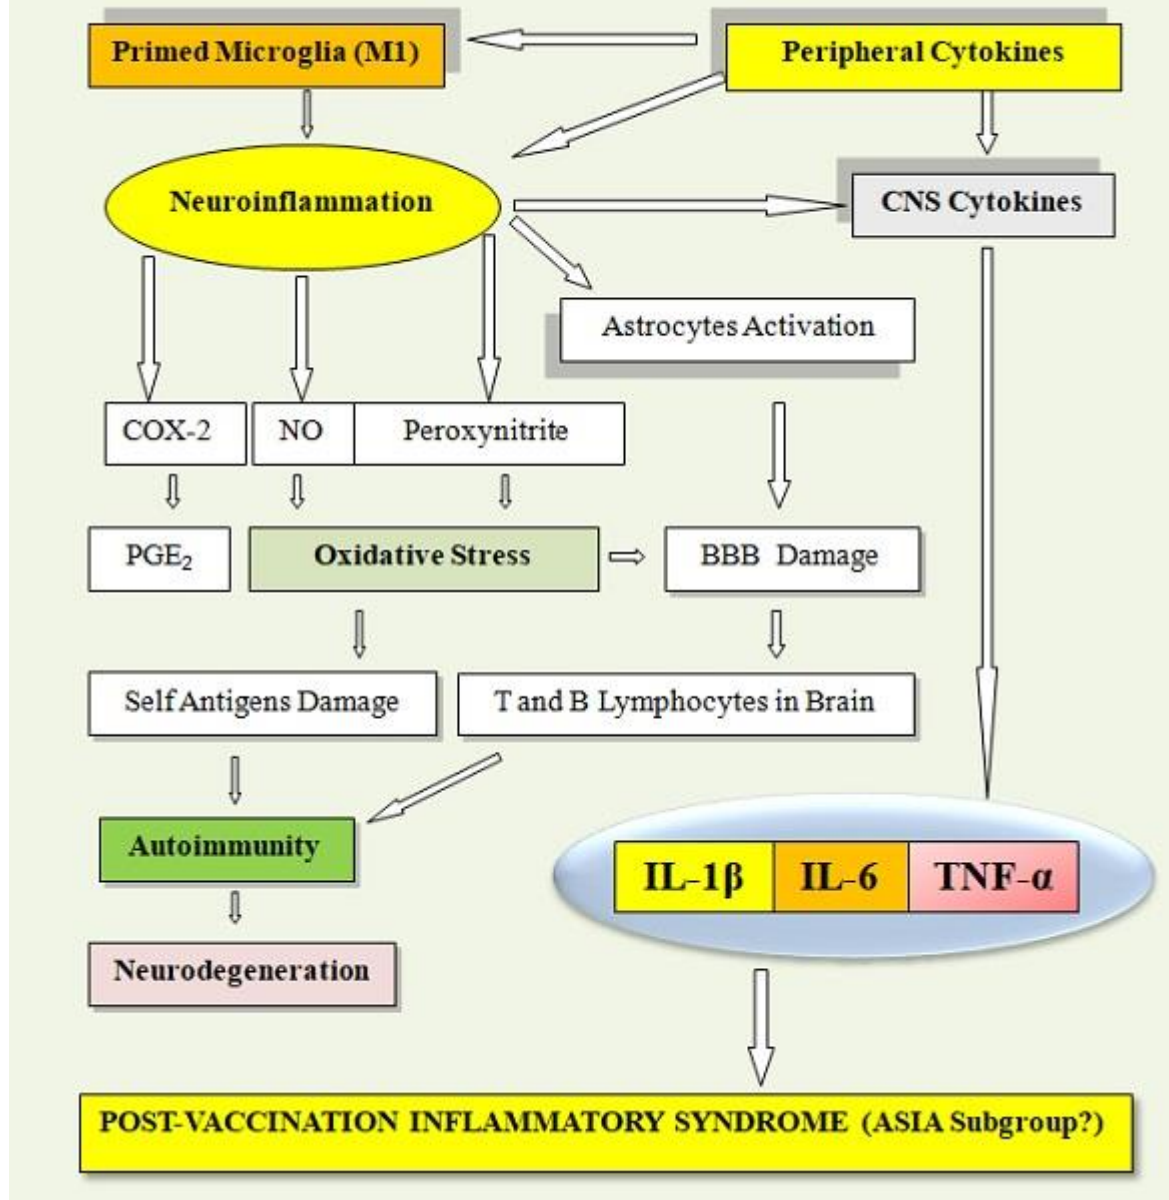 Primed Microglia (M1)
Peripheral Cytokines
Neuroinflammation
CNS Cytokines
Astrocytes Activation
COX-2
NO
Peroxynitrite
PGE₂
Oxidative Stress
BBB Damage
Self Antigens Damage
T and B Lymphocytes in Brain
Autoimmunity
IL-1β
IL-6
TNF-α
Neurodegeneration
POST-VACCINATION INFLAMMATORY SYNDROME (ASIA Subgroup?)